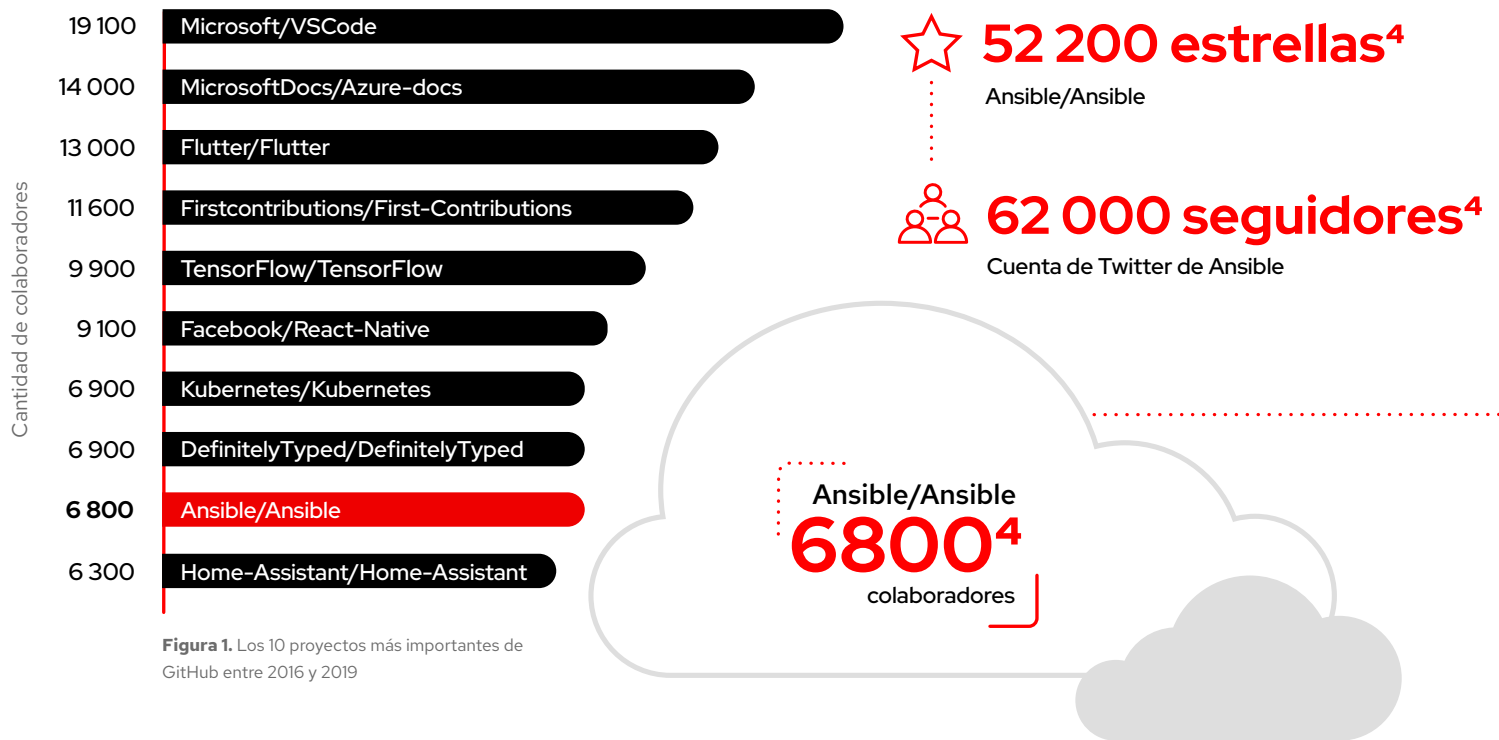 Cantidad de colaboradores
19 100 Microsoft/VSCode
14 000 MicrosoftDocs/Azure-docs
13 000 Flutter/Flutter
11 600 Firstcontributions/First-Contributions
9 900 TensorFlow/TensorFlow
9 100 Facebook/React-Native
6 900 Kubernetes/Kubernetes
6 900 DefinitelyTyped/DefinitelyTyped
6 800 Ansible/Ansible
6 300 Home-Assistant/Home-Assistant
Figura 1. Los 10 proyectos más importantes de
GitHub entre 2016 y 2019
52 200 estrellas⁴
Ansible/Ansible
62 000 seguidores⁴
Cuenta de Twitter de Ansible
Ansible/Ansible
6800⁴
colaboradores